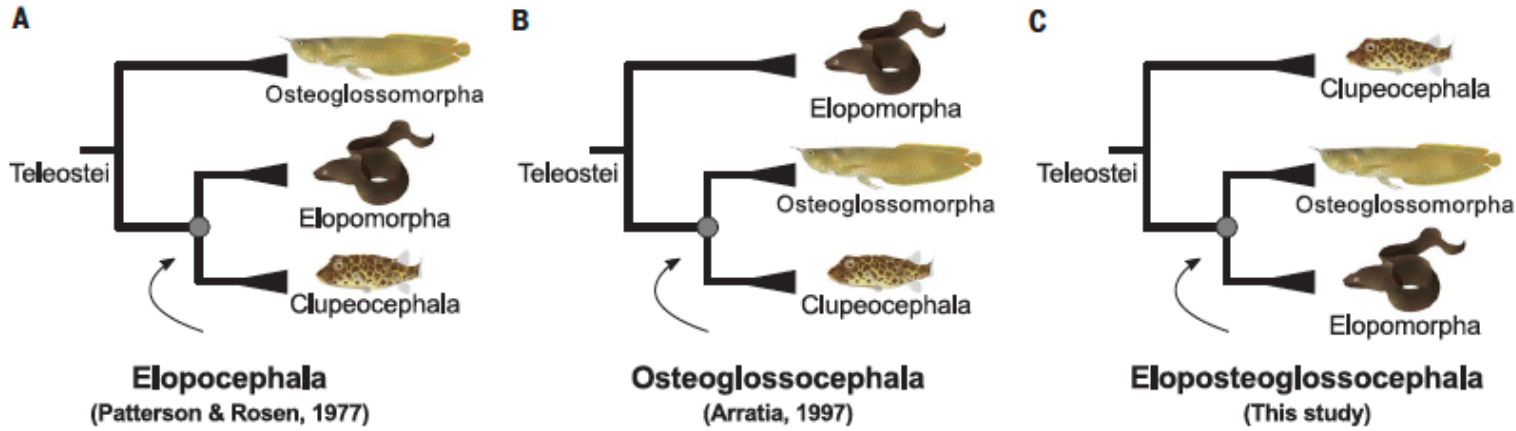 A
Osteoglossomorpha
Teleostei
Elopomorpha
Clupeocephala
Elopocephala
(Patterson & Rosen, 1977)
B
Elopomorpha
Teleostei
Osteoglossomorpha
Clupeocephala
Osteoglossocephala
(Arratia, 1997)
C
Clupeocephala
Teleostei
Osteoglossomorpha
Elopomorpha
Eloposteoglossocephala
(This study)